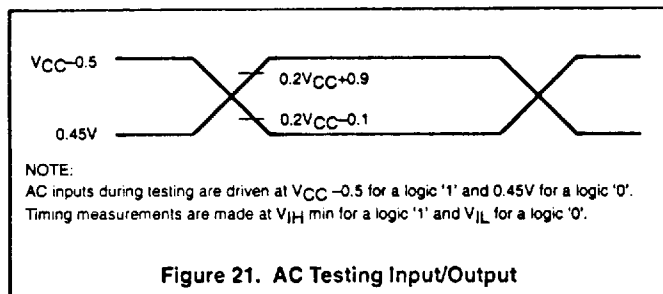 VCC–0.5
0.2VCC+0.9
0.2VCC–0.1
0.45V
NOTE:
AC inputs during testing are driven at VCC –0.5 for a logic '1' and 0.45V for a logic '0'.
Timing measurements are made at VIH min for a logic '1' and VIL for a logic '0'.
Figure 21. AC Testing Input/Output